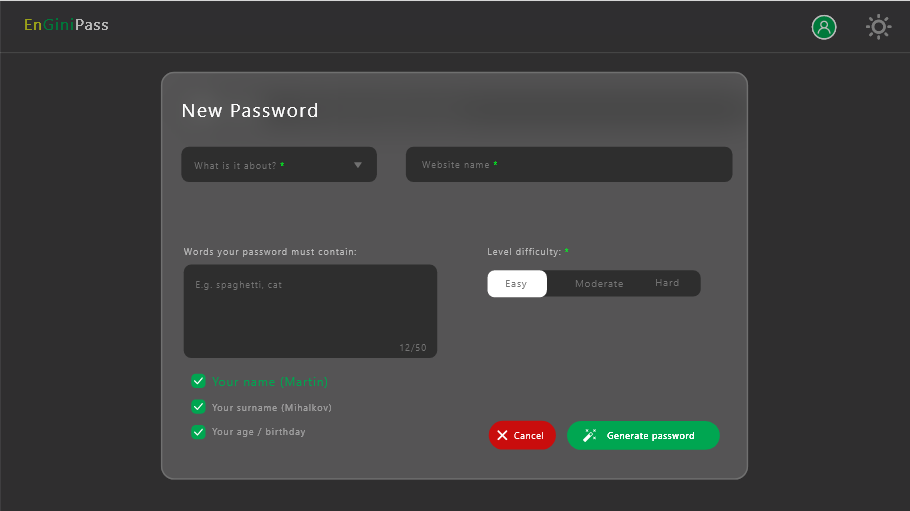 EnGiniPass
New Password
What is it about? *
Website name *
Words your password must contain:
Level difficulty: *
E.g. spaghetti, cat
Easy
Moderate
Hard
12/50
Your name (Martin)
Your surname (Mihalkov)
Your age / birthday
Cancel
Generate password